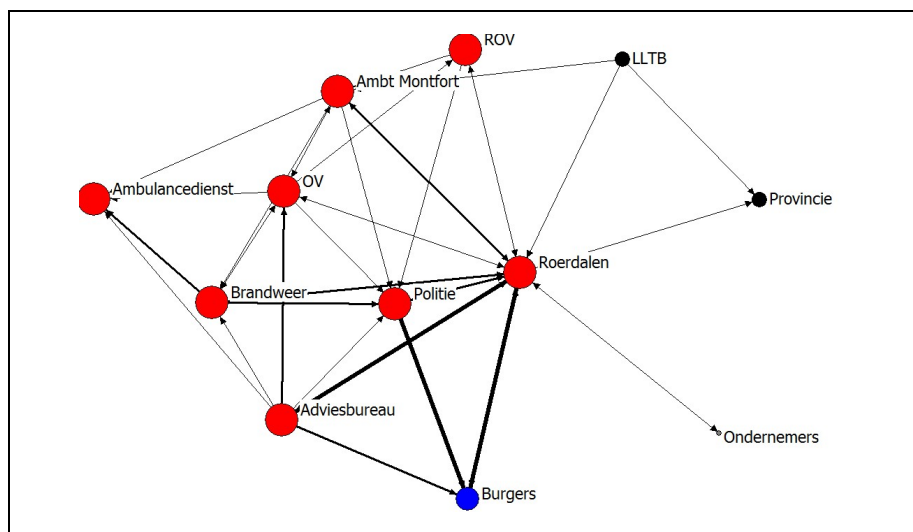 ROV
LLTB
Ambt Montfort
Ambulancedienst
OV
Provincie
Roerdalen
Brandweer
Politie
Adviesbureau
Ondernemers
Burgers